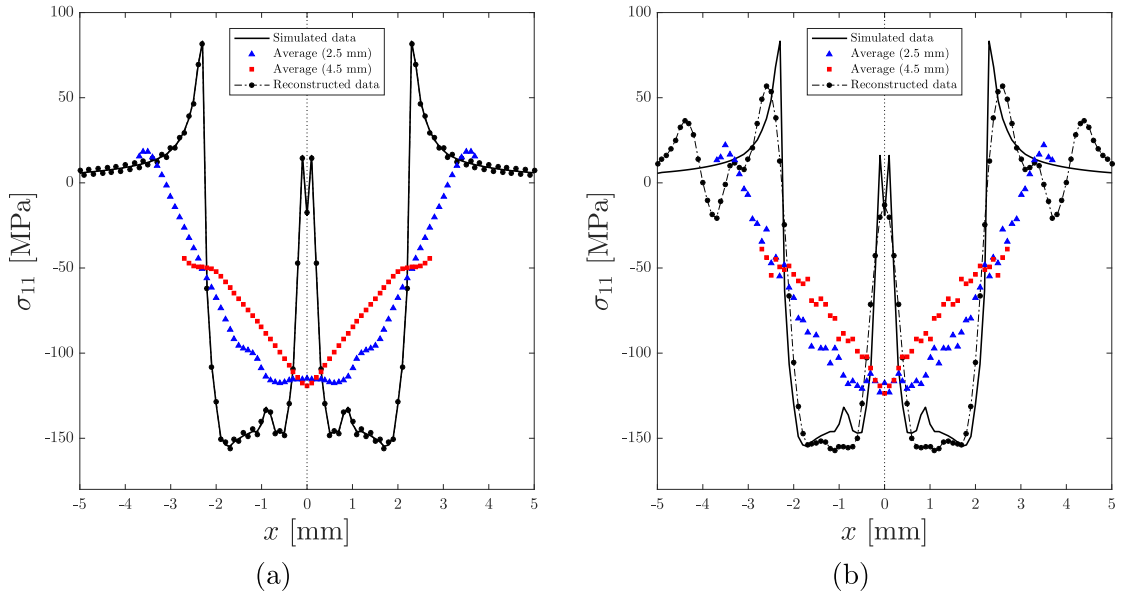 100
50
0
-50
-100
-150
-5 -4 -3 -2 -1 0 1 2 3 4 5
σ11 [MPa]
x [mm]
Simulated data
Average (2.5 mm)
Average (4.5 mm)
Reconstructed data
(a)
100
50
0
-50
-100
-150
-5 -4 -3 -2 -1 0 1 2 3 4 5
σ11 [MPa]
x [mm]
Simulated data
Average (2.5 mm)
Average (4.5 mm)
Reconstructed data
(b)